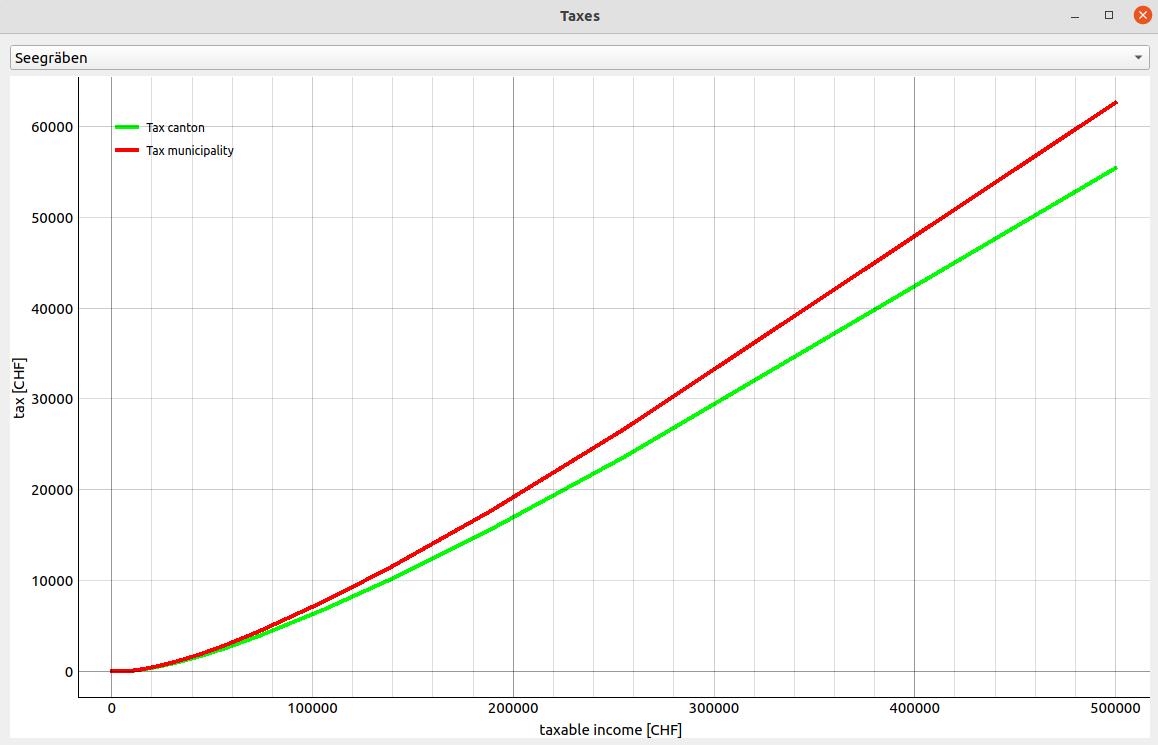 Taxes
Seegräben
Tax canton
Tax municipality
60000
50000
40000
30000
20000
10000
0
tax [CHF]
0 100000 200000 300000 400000 500000
taxable income [CHF]